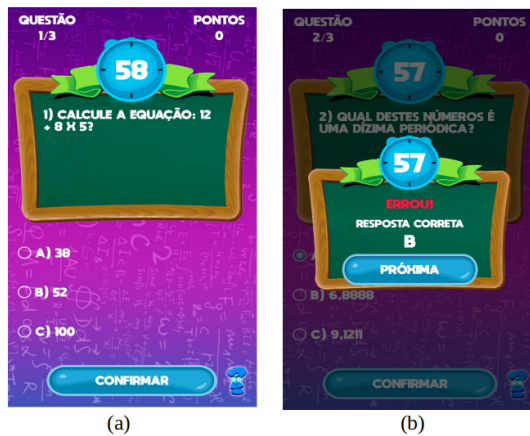 QUESTÃO
1/3
PONTOS
0
58
1) CALCULE A EQUAÇÃO: 12
+ 8 X 5?
A) 38
B) 52
C) 100
CONFIRMAR
(a)
QUESTÃO
2/3
PONTOS
0
57
2) QUAL DESTES NÚMEROS É
UMA DÍZIMA PERIÓDICA?
57
ERROU!
RESPOSTA CORRETA
B
PRÓXIMA
A
B) 6,8888
C) 9,1211
CONFIRMAR
(b)